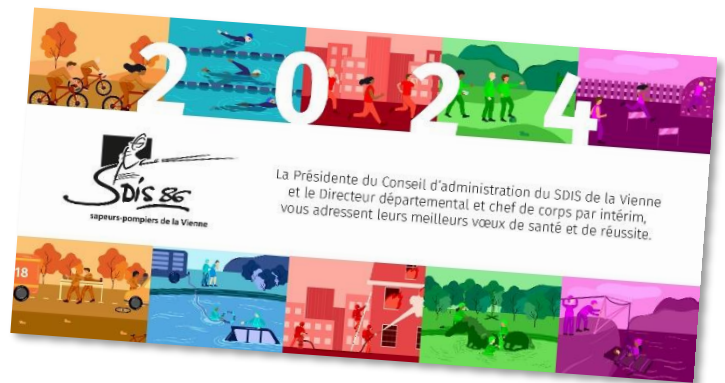 2024
SDIS 86
sapeurs-pompiers de la Vienne
La Présidente du Conseil d'administration du SDIS de la Vienne
et le Directeur départemental et chef de corps par intérim,
vous adressent leurs meilleurs vœux de santé et de réussite.
18